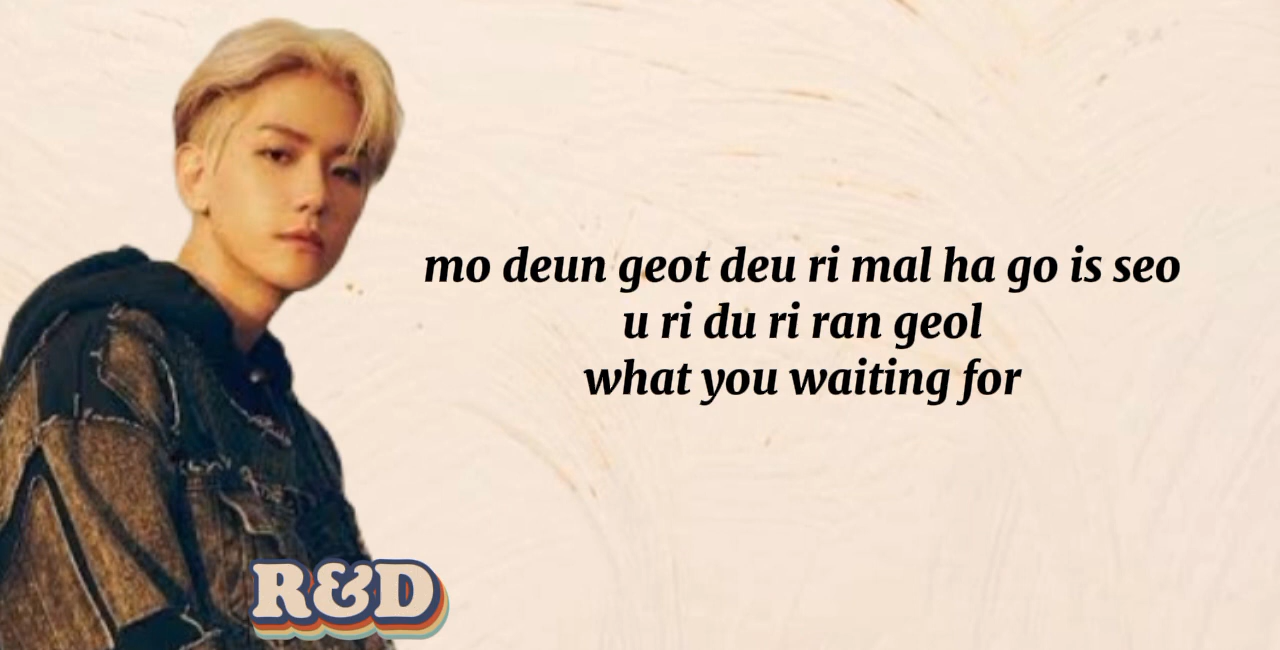 mo deun geot deu ri mal ha go is seo
u ri du ri ran geol
what you waiting for
R&D